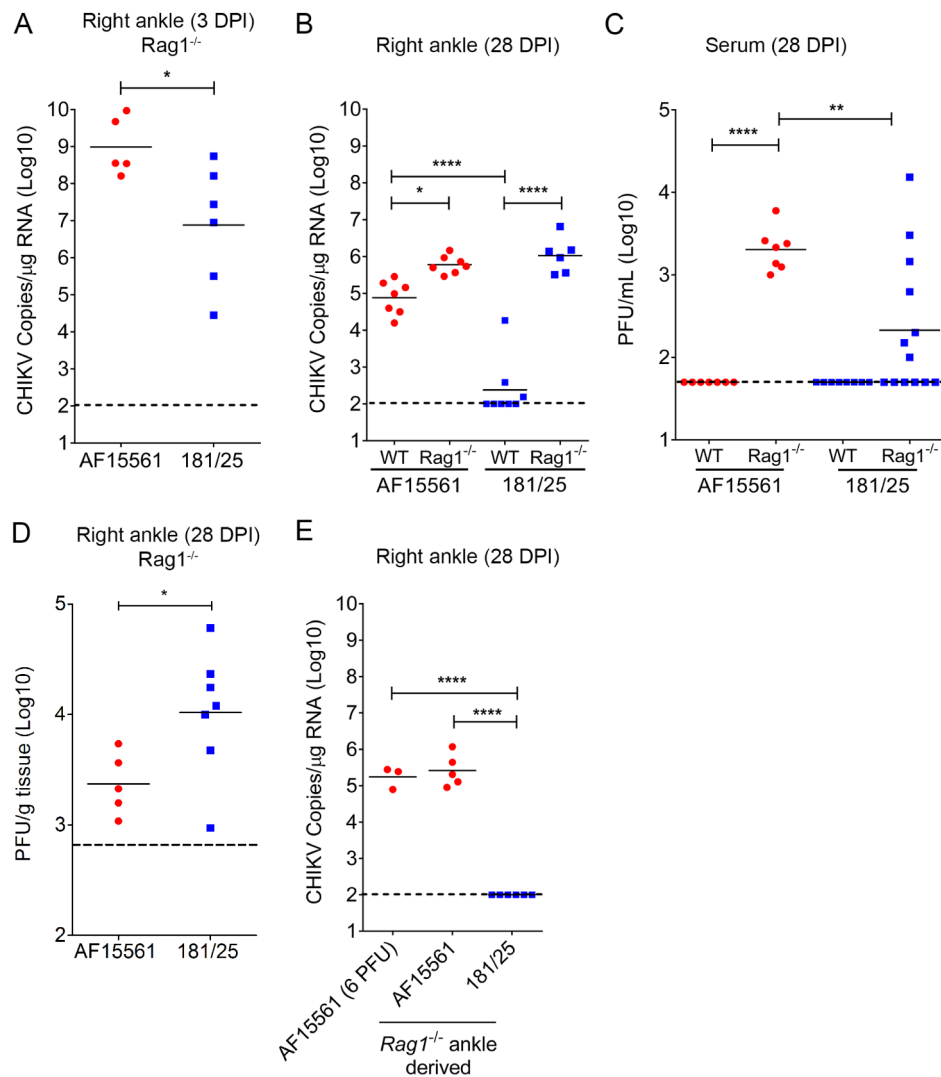 A
Right ankle (3 DPI)
Rag1-/-
*
CHIKV Copies/µg RNA (Log10)
10
9
8
7
6
5
4
3
2
1
AF15561
181/25
B
Right ankle (28 DPI)
****
*
****
CHIKV Copies/µg RNA (Log10)
10
9
8
7
6
5
4
3
2
1
WT Rag1-/- WT Rag1-/-
AF15561 181/25
C
Serum (28 DPI)
**
****
PFU/mL (Log10)
5
4
3
2
1
WT Rag1-/- WT Rag1-/-
AF15561 181/25
D
Right ankle (28 DPI)
Rag1-/-
*
PFU/g tissue (Log10)
5
4
3
2
AF15561 181/25
E
Right ankle (28 DPI)
****
****
CHIKV Copies/µg RNA (Log10)
10
9
8
7
6
5
4
3
2
1
AF15561 (6 PFU)
AF15561
181/25
Rag1-/- ankle
derived